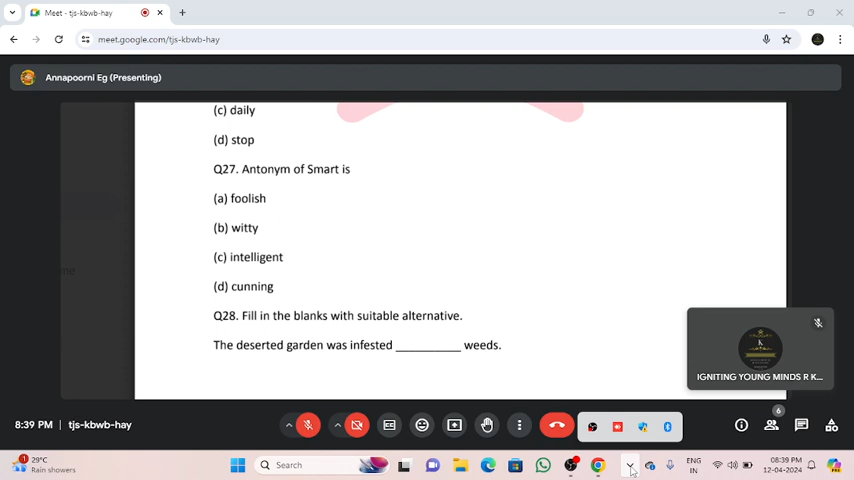 Meet - tjs-kbwb-hay
meet.google.com/tjs-kbwb-hay
Annapoorni Eg (Presenting)
(c) daily
(d) stop
Q27. Antonym of Smart is
(a) foolish
(b) witty
(c) intelligent
(d) cunning
Q28. Fill in the blanks with suitable alternative.
The deserted garden was infested __________ weeds.
K
IGNITING YOUNG MINDS R K...
8:39 PM | tjs-kbwb-hay
6
1
29°C
Rain showers
Search
ENG
IN
08:39 PM
12-04-2024